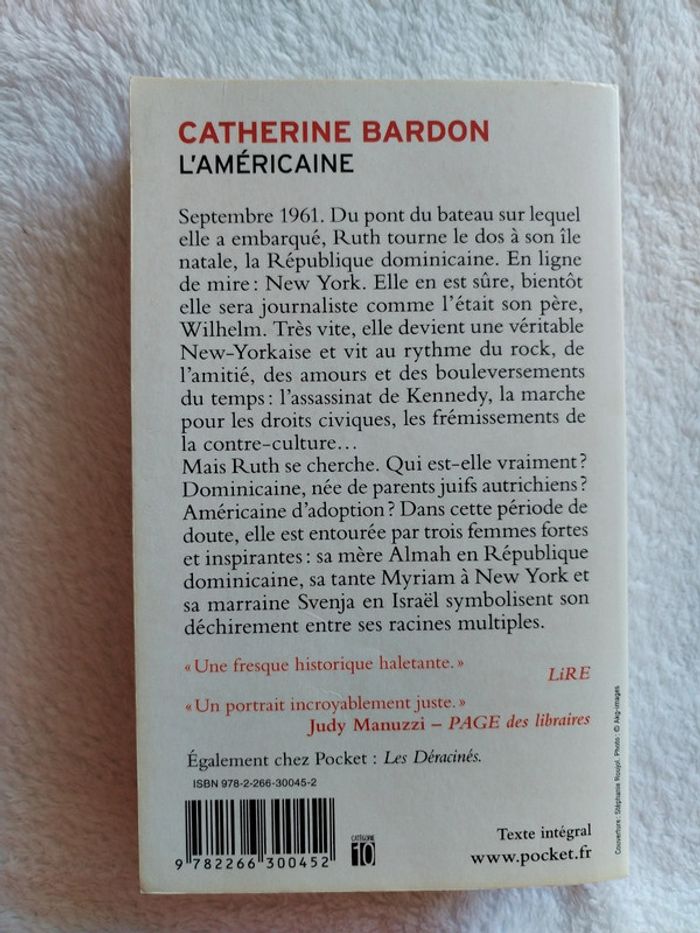 CATHERINE BARDON
L'AMÉRICAINE
Septembre 1961. Du pont du bateau sur lequel
elle a embarqué, Ruth tourne le dos à son île
natale, la République dominicaine. En ligne
de mire : New York. Elle en est sûre, bientôt
elle sera journaliste comme l'était son père,
Wilhelm. Très vite, elle devient une véritable
New-Yorkaise et vit au rythme du rock, de
l'amitié, des amours et des bouleversements
du temps : l'assassinat de Kennedy, la marche
pour les droits civiques, les frémissements de
la contre-culture…
Mais Ruth se cherche. Qui est-elle vraiment ?
Dominicaine, née de parents juifs autrichiens ?
Américaine d'adoption ? Dans cette période de
doute, elle est entourée par trois femmes fortes
et inspirantes : sa mère Almah en République
dominicaine, sa tante Myriam à New York et
sa marraine Svenja en Israël symbolisent son
déchirement entre ses racines multiples.
« Une fresque historique haletante. »
LiRE
« Un portrait incroyablement juste. »
Judy Manuzzi – PAGE des libraires
Également chez Pocket : Les Déracinés.
ISBN 978-2-266-30045-2
9 782266 300452
CATÉGORIE
10
Texte intégral
www.pocket.fr
Couverture : Stéphanie Roujol. Photo : © Akg-images